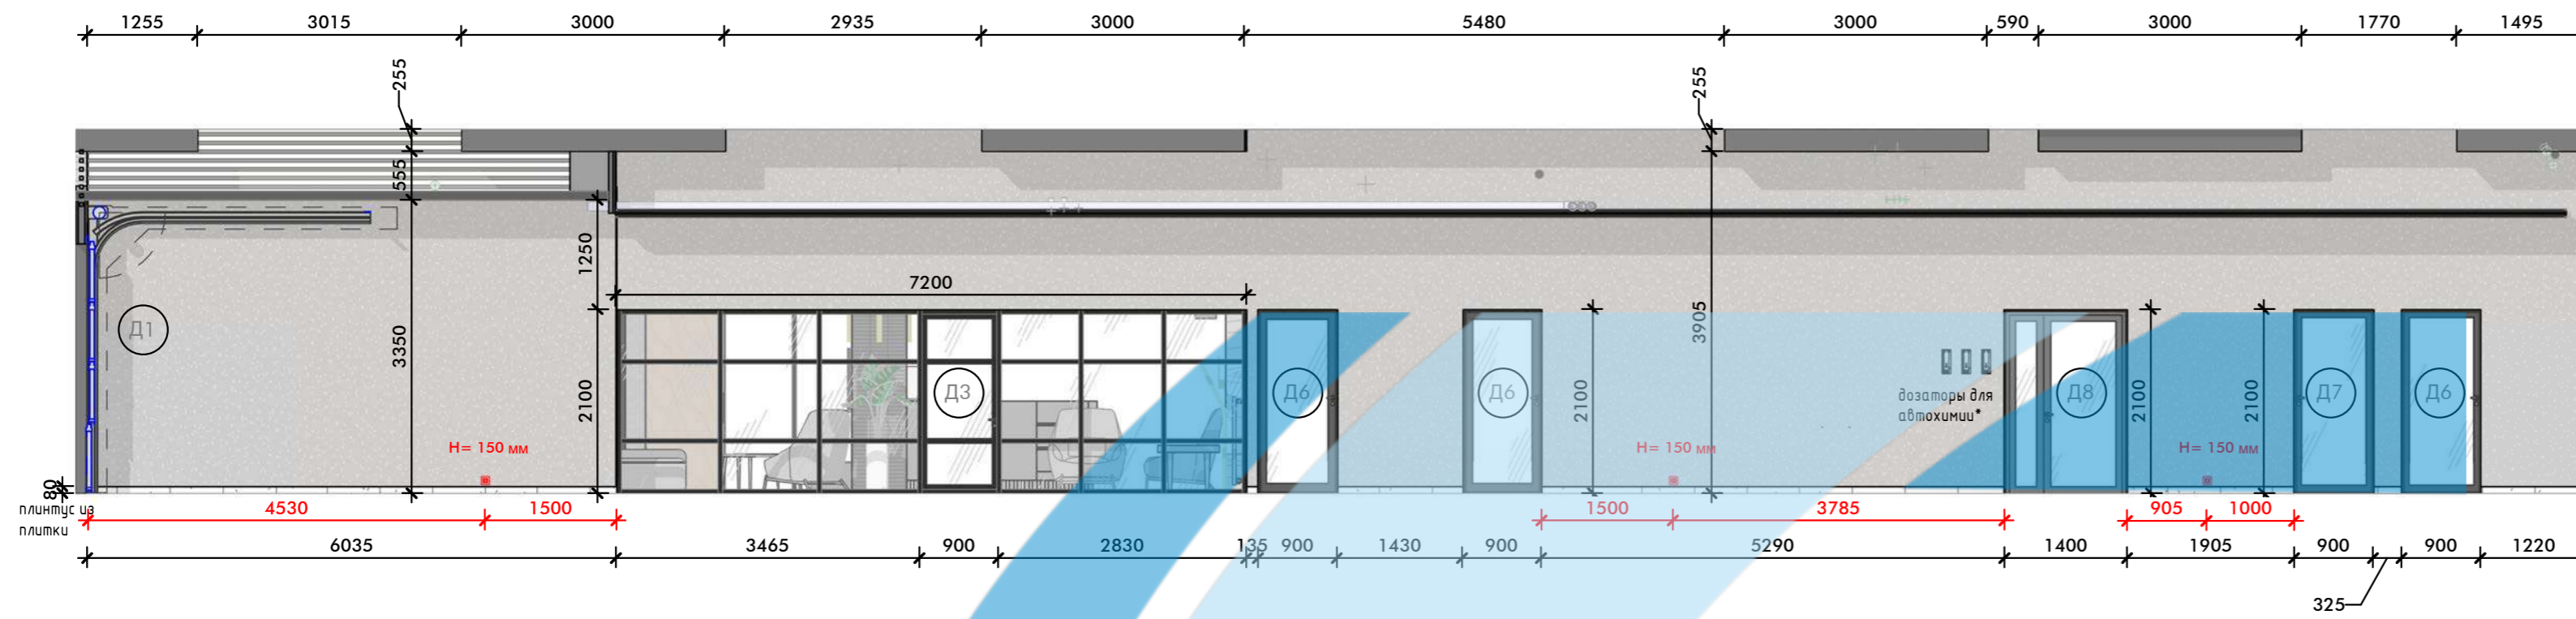 1255 3015 3000 2935 3000 5480 3000 590 3000 1770 1495
255
255
555
1250
7200
3350
3905
Д1
2100
Д3
Д6
Д6
2100
дозаторы для
автохимии*
Д8
2100
2100
Д7
Д6
H= 150 мм
H= 150 мм
H= 150 мм
80
плинтус из
плитки
4530 1500 1500 3785 905 1000
6035 3465 900 2830 135 900 1430 900 5290 1400 1905 900 900 1220
325